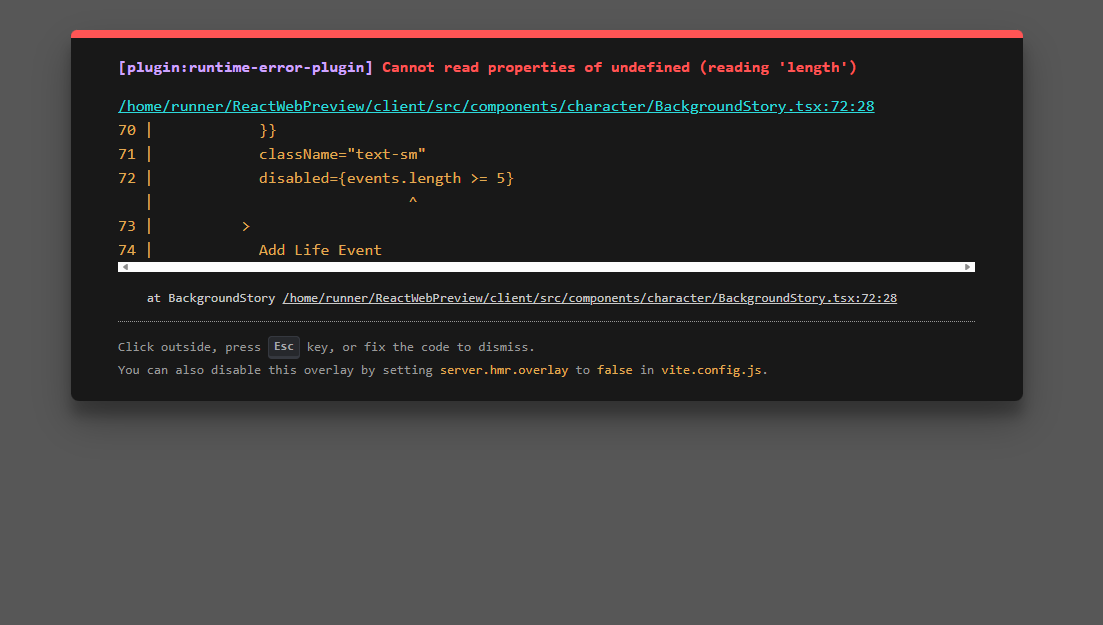 [plugin:runtime-error-plugin] Cannot read properties of undefined (reading 'length')
/home/runner/ReactWebPreview/client/src/components/character/BackgroundStory.tsx:72:28
70 |            }}
71 |            className="text-sm"
72 |            disabled={events.length >= 5}
   |                             ^
73 |          >
74 |            Add Life Event
at BackgroundStory /home/runner/ReactWebPreview/client/src/components/character/BackgroundStory.tsx:72:28
Click outside, press Esc key, or fix the code to dismiss.
You can also disable this overlay by setting server.hmr.overlay to false in vite.config.js.